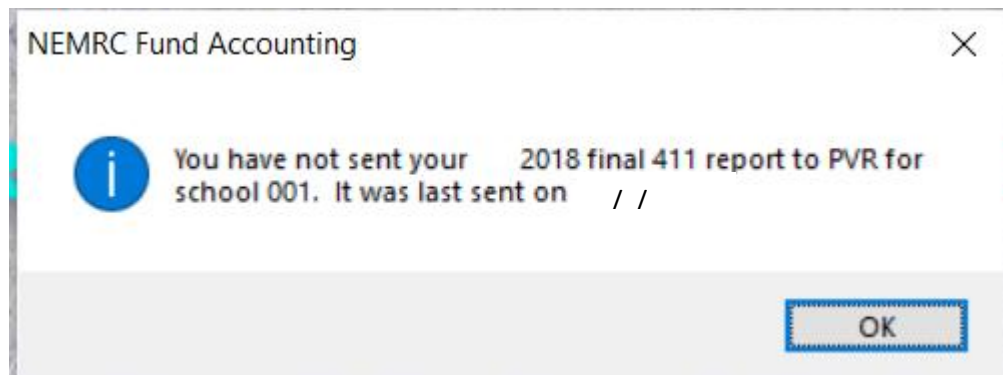 NEMRC Fund Accounting
You have not sent your 2018 final 411 report to PVR for
school 001. It was last sent on / /
OK